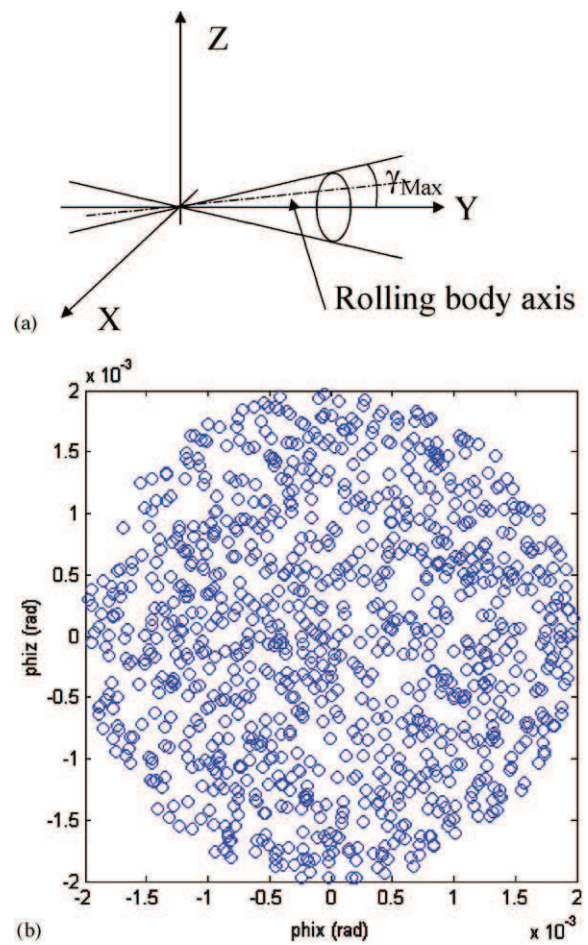 Z
γMax
Y
Rolling body axis
X
(a)
x 10-3
2
1.5
1
0.5
0
-0.5
-1
-1.5
-2
phiz (rad)
-2 -1.5 -1 -0.5 0 0.5 1 1.5 2
x 10-3
phix (rad)
(b)